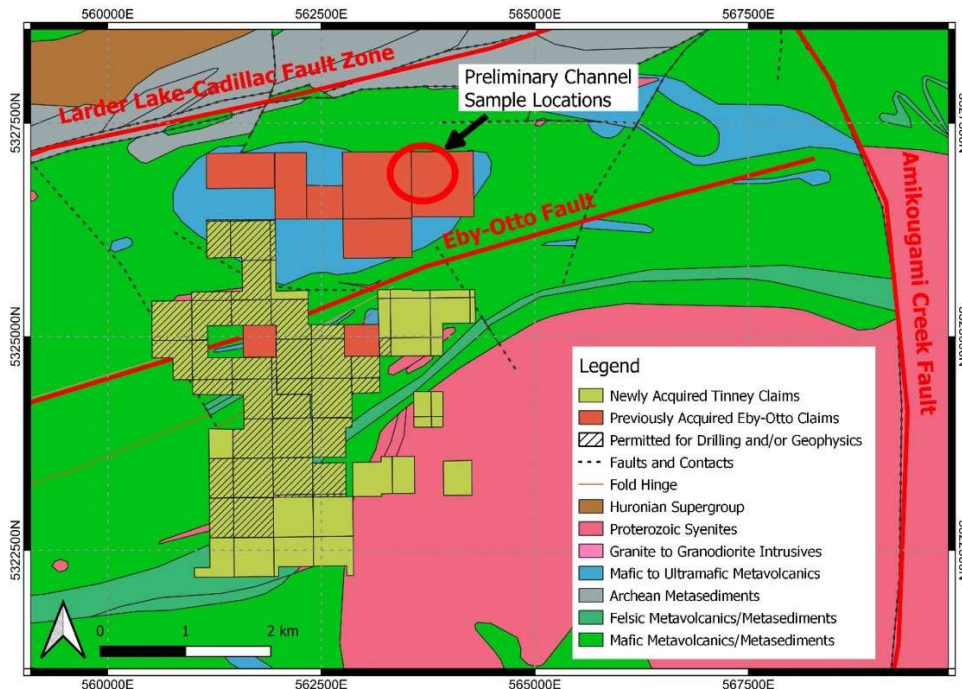 560000E 562500E 565000E 567500E
5327500N
5325000N
5322500N
5327500N
5325000N
5322500N
Larder Lake-Cadillac Fault Zone
Preliminary Channel
Sample Locations
Eby-Otto Fault
Amikougami Creek Fault
Legend
Newly Acquired Tinney Claims
Previously Acquired Eby-Otto Claims
Permitted for Drilling and/or Geophysics
Faults and Contacts
Fold Hinge
Huronian Supergroup
Proterozoic Syenites
Granite to Granodiorite Intrusives
Mafic to Ultramafic Metavolcanics
Archean Metasediments
Felsic Metavolcanics/Metasediments
Mafic Metavolcanics/Metasediments
0 1 2 km
560000E 562500E 565000E 567500E